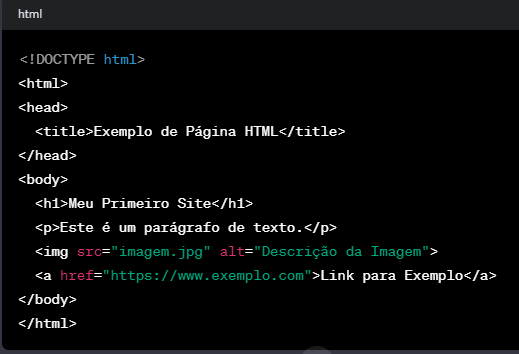 html
<!DOCTYPE html>
<html>
<head>
<title>Exemplo de Página HTML</title>
</head>
<body>
<h1>Meu Primeiro Site</h1>
<p>Este é um parágrafo de texto.</p>
<img src="imagem.jpg" alt="Descrição da Imagem">
<a href="https://www.exemplo.com">Link para Exemplo</a>
</body>
</html>